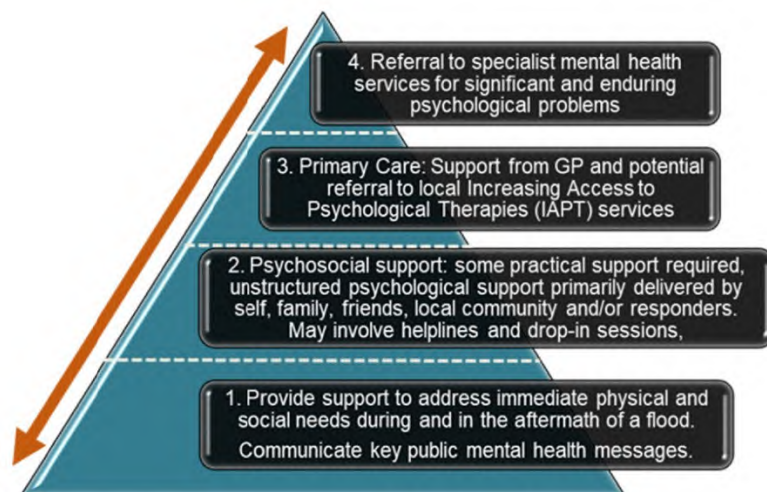 4. Referral to specialist mental health
services for significant and enduring
psychological problems
3. Primary Care: Support from GP and potential
referral to local Increasing Access to
Psychological Therapies (IAPT) services
2. Psychosocial support: some practical support required,
unstructured psychological support primarily delivered by
self, family, friends, local community and/or responders.
May involve helplines and drop-in sessions,
1. Provide support to address immediate physical and
social needs during and in the aftermath of a flood.
Communicate key public mental health messages.